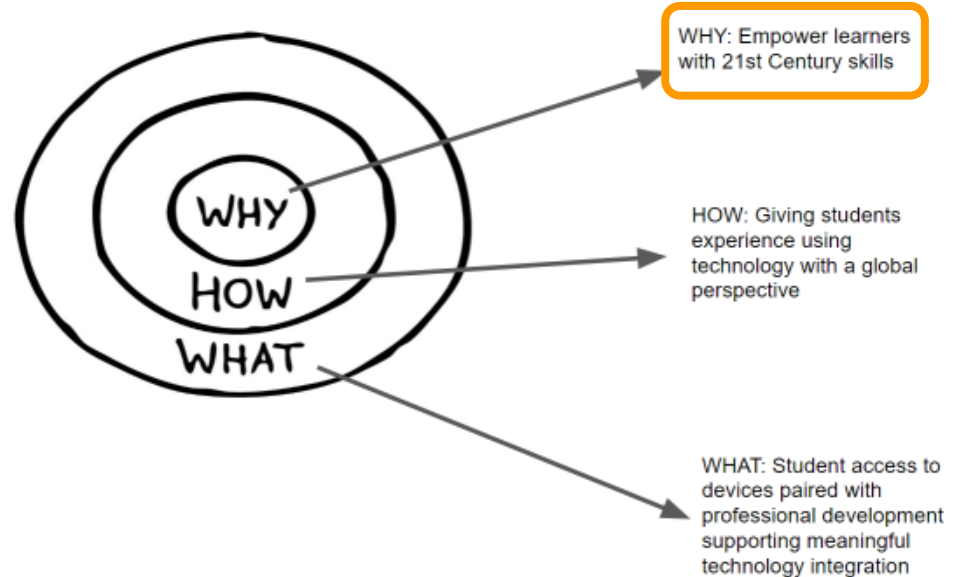 WHY: Empower learners
with 21st Century skills
WHY
HOW: Giving students
experience using
technology with a global
perspective
HOW
WHAT
WHAT: Student access to
devices paired with
professional development
supporting meaningful
technology integration